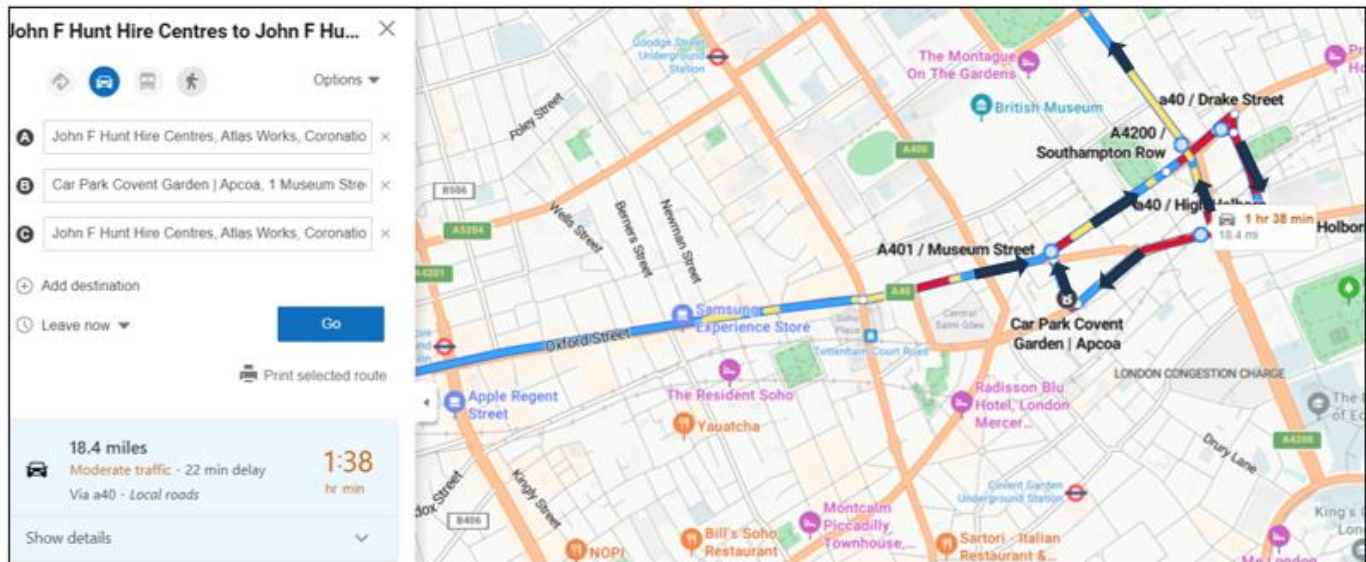 John F Hunt Hire Centres to John F Hu...
Options
A
John F Hunt Hire Centres, Atlas Works, Coronatio
B
Car Park Covent Garden | Apcoa, 1 Museum Stre
C
John F Hunt Hire Centres, Atlas Works, Coronatio
Add destination
Leave now
Go
Print selected route
18.4 miles
Moderate traffic · 22 min delay
Via a40 · Local roads
1:38
hr min
Show details
Goodge Street
Underground
Station
The Montague
On The Gardens
British Museum
a40 / Drake Street
A4200 /
Southampton Row
Foley Street
A400
B506
Wells Street
Berners Street
Newman Street
A5204
A4201
a40 / High Holborn
1 hr 38 min
18.4 mi
Holborn
A401 / Museum Street
A40
B
Car Park Covent
Garden | Apcoa
Samsung
Experience Store
Oxford Street
Soho
Place
Central
Saint Giles
Tottenham Court Road
LONDON CONGESTION CHARGE
Apple Regent
Street
The Resident Soho
Radisson Blu
Hotel, London
Mercer...
Yauatcha
The
of Ec
A4200
Drury Lane
Covent Garden
Underground Station
Kingly Street
dox Street
B406
Montcalm
Piccadilly
Townhouse,...
Bill's Soho
Restaurant
NOPI
Sartori - Italian
Restaurant &...
King's
Lon
Me London